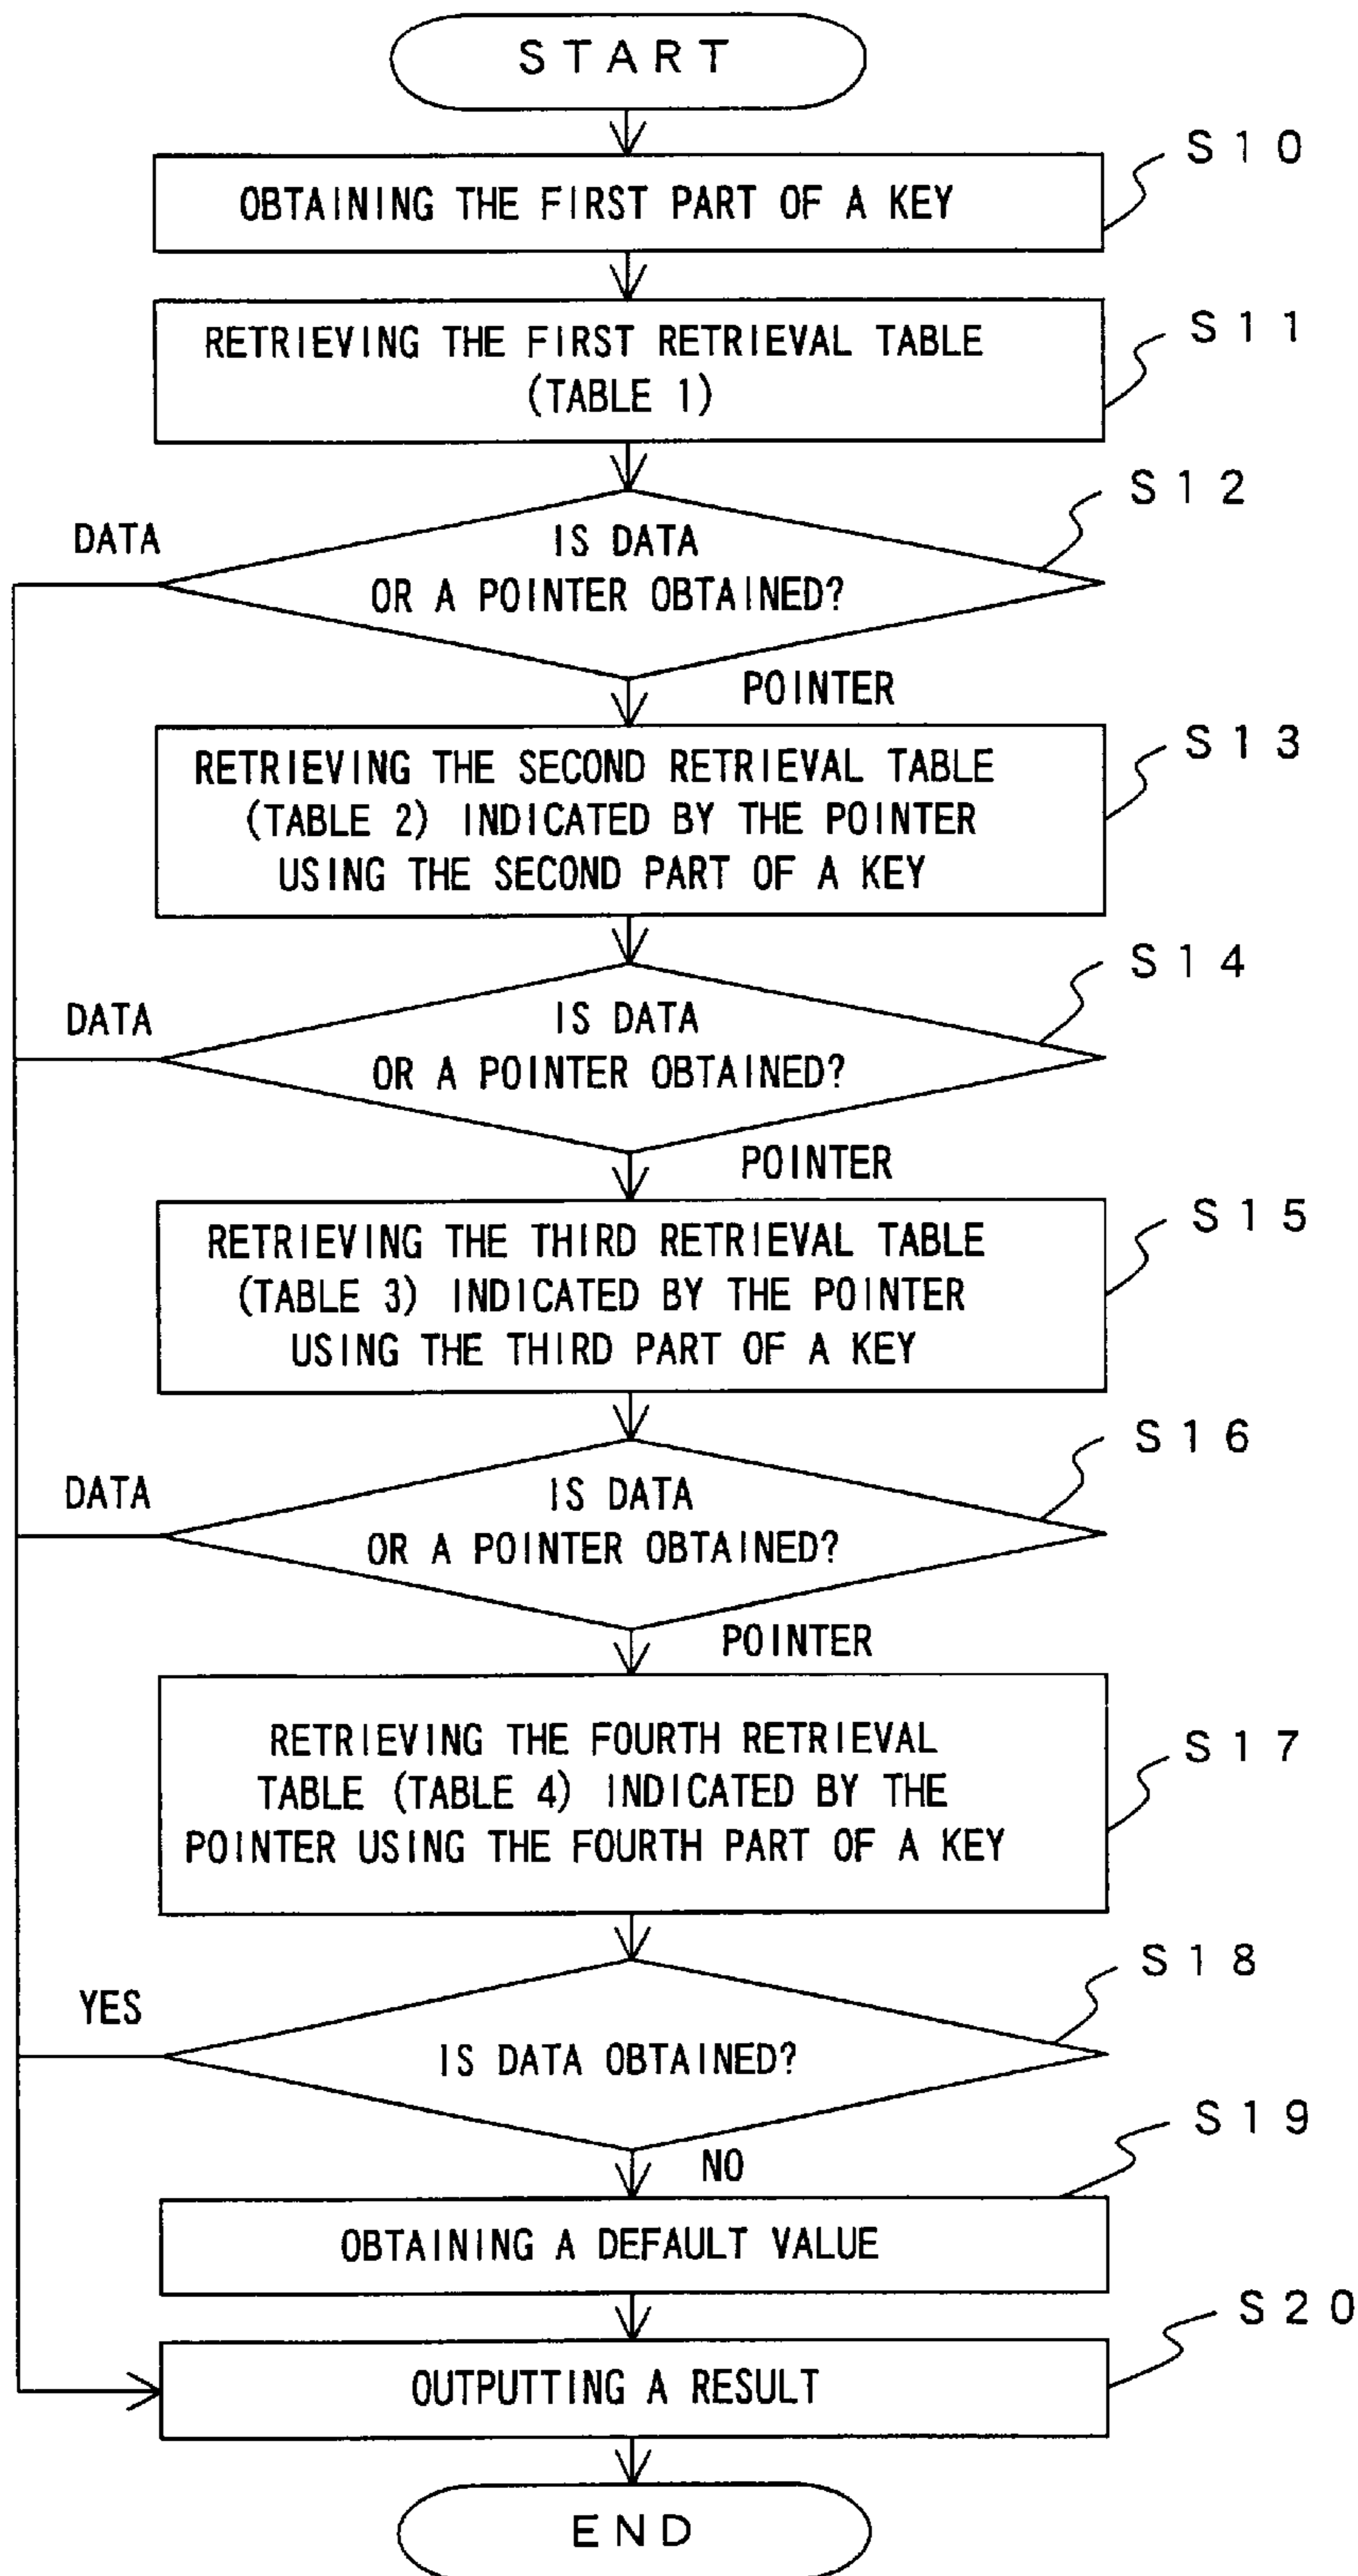 START
S10
OBTAINING THE FIRST PART OF A KEY
S11
RETRIEVING THE FIRST RETRIEVAL TABLE
(TABLE 1)
S12
DATA
IS DATA
OR A POINTER OBTAINED?
POINTER
S13
RETRIEVING THE SECOND RETRIEVAL TABLE
(TABLE 2) INDICATED BY THE POINTER
USING THE SECOND PART OF A KEY
S14
DATA
IS DATA
OR A POINTER OBTAINED?
POINTER
S15
RETRIEVING THE THIRD RETRIEVAL TABLE
(TABLE 3) INDICATED BY THE POINTER
USING THE THIRD PART OF A KEY
S16
DATA
IS DATA
OR A POINTER OBTAINED?
POINTER
S17
RETRIEVING THE FOURTH RETRIEVAL
TABLE (TABLE 4) INDICATED BY THE
POINTER USING THE FOURTH PART OF A KEY
S18
YES
IS DATA OBTAINED?
S19
NO
OBTAINING A DEFAULT VALUE
S20
OUTPUTTING A RESULT
END